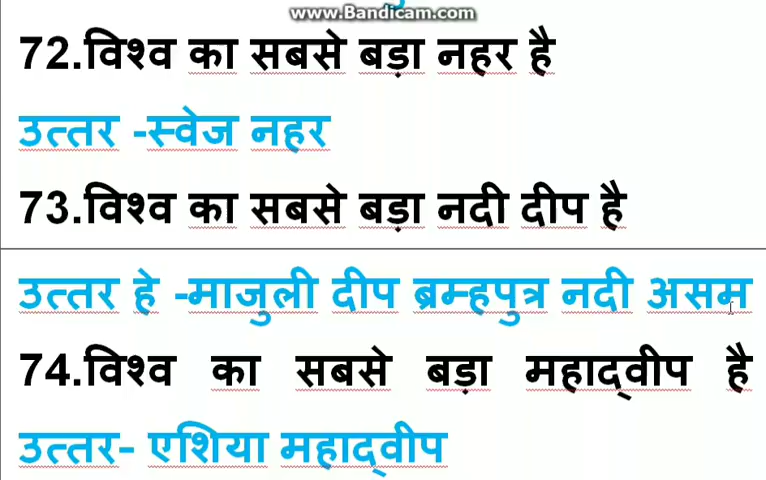 www.Bandicam.com
72.विश्व का सबसे बड़ा नहर है
उत्तर -स्वेज नहर
73.विश्व का सबसे बड़ा नदी दीप है
उत्तर हे -माजुली दीप ब्रम्हपुत्र नदी असम
74.विश्व का सबसे बड़ा महाद्वीप है
उत्तर- एशिया महाद्वीप